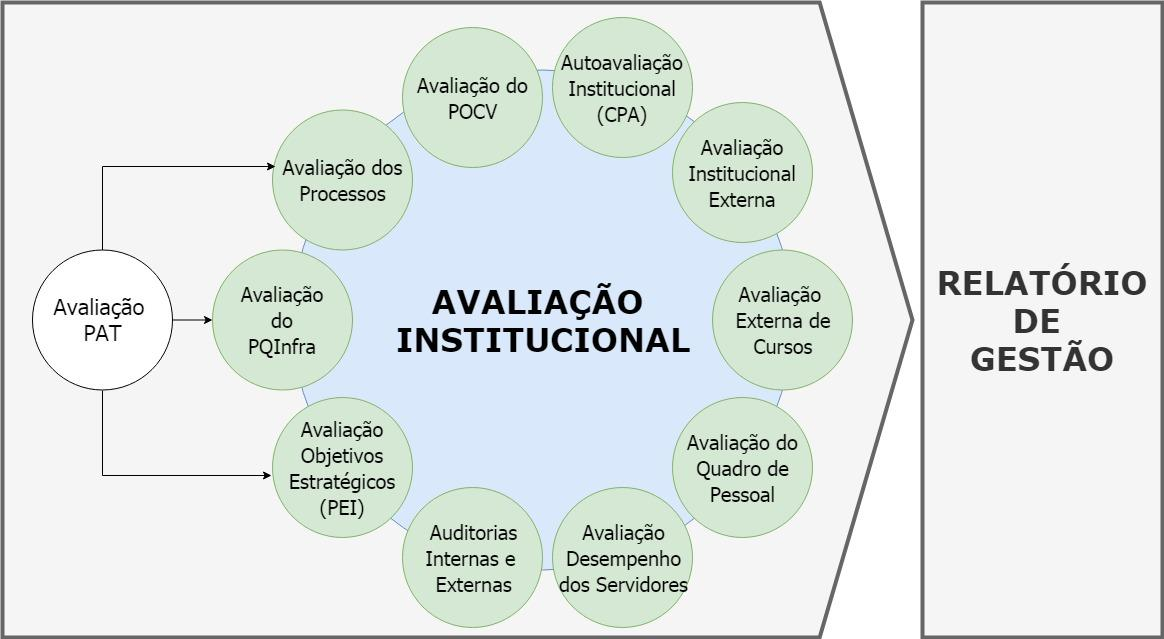 Avaliação do
POCV
Autoavaliação
Institucional
(CPA)
Avaliação
Institucional
Externa
Avaliação dos
Processos
Avaliação
PAT
Avaliação
do
PQInfra
AVALIAÇÃO
INSTITUCIONAL
Avaliação
Externa de
Cursos
Avaliação
Objetivos
Estratégicos
(PEI)
Avaliação do
Quadro de
Pessoal
Auditorias
Internas e
Externas
Avaliação
Desempenho
dos Servidores
RELATÓRIO
DE
GESTÃO